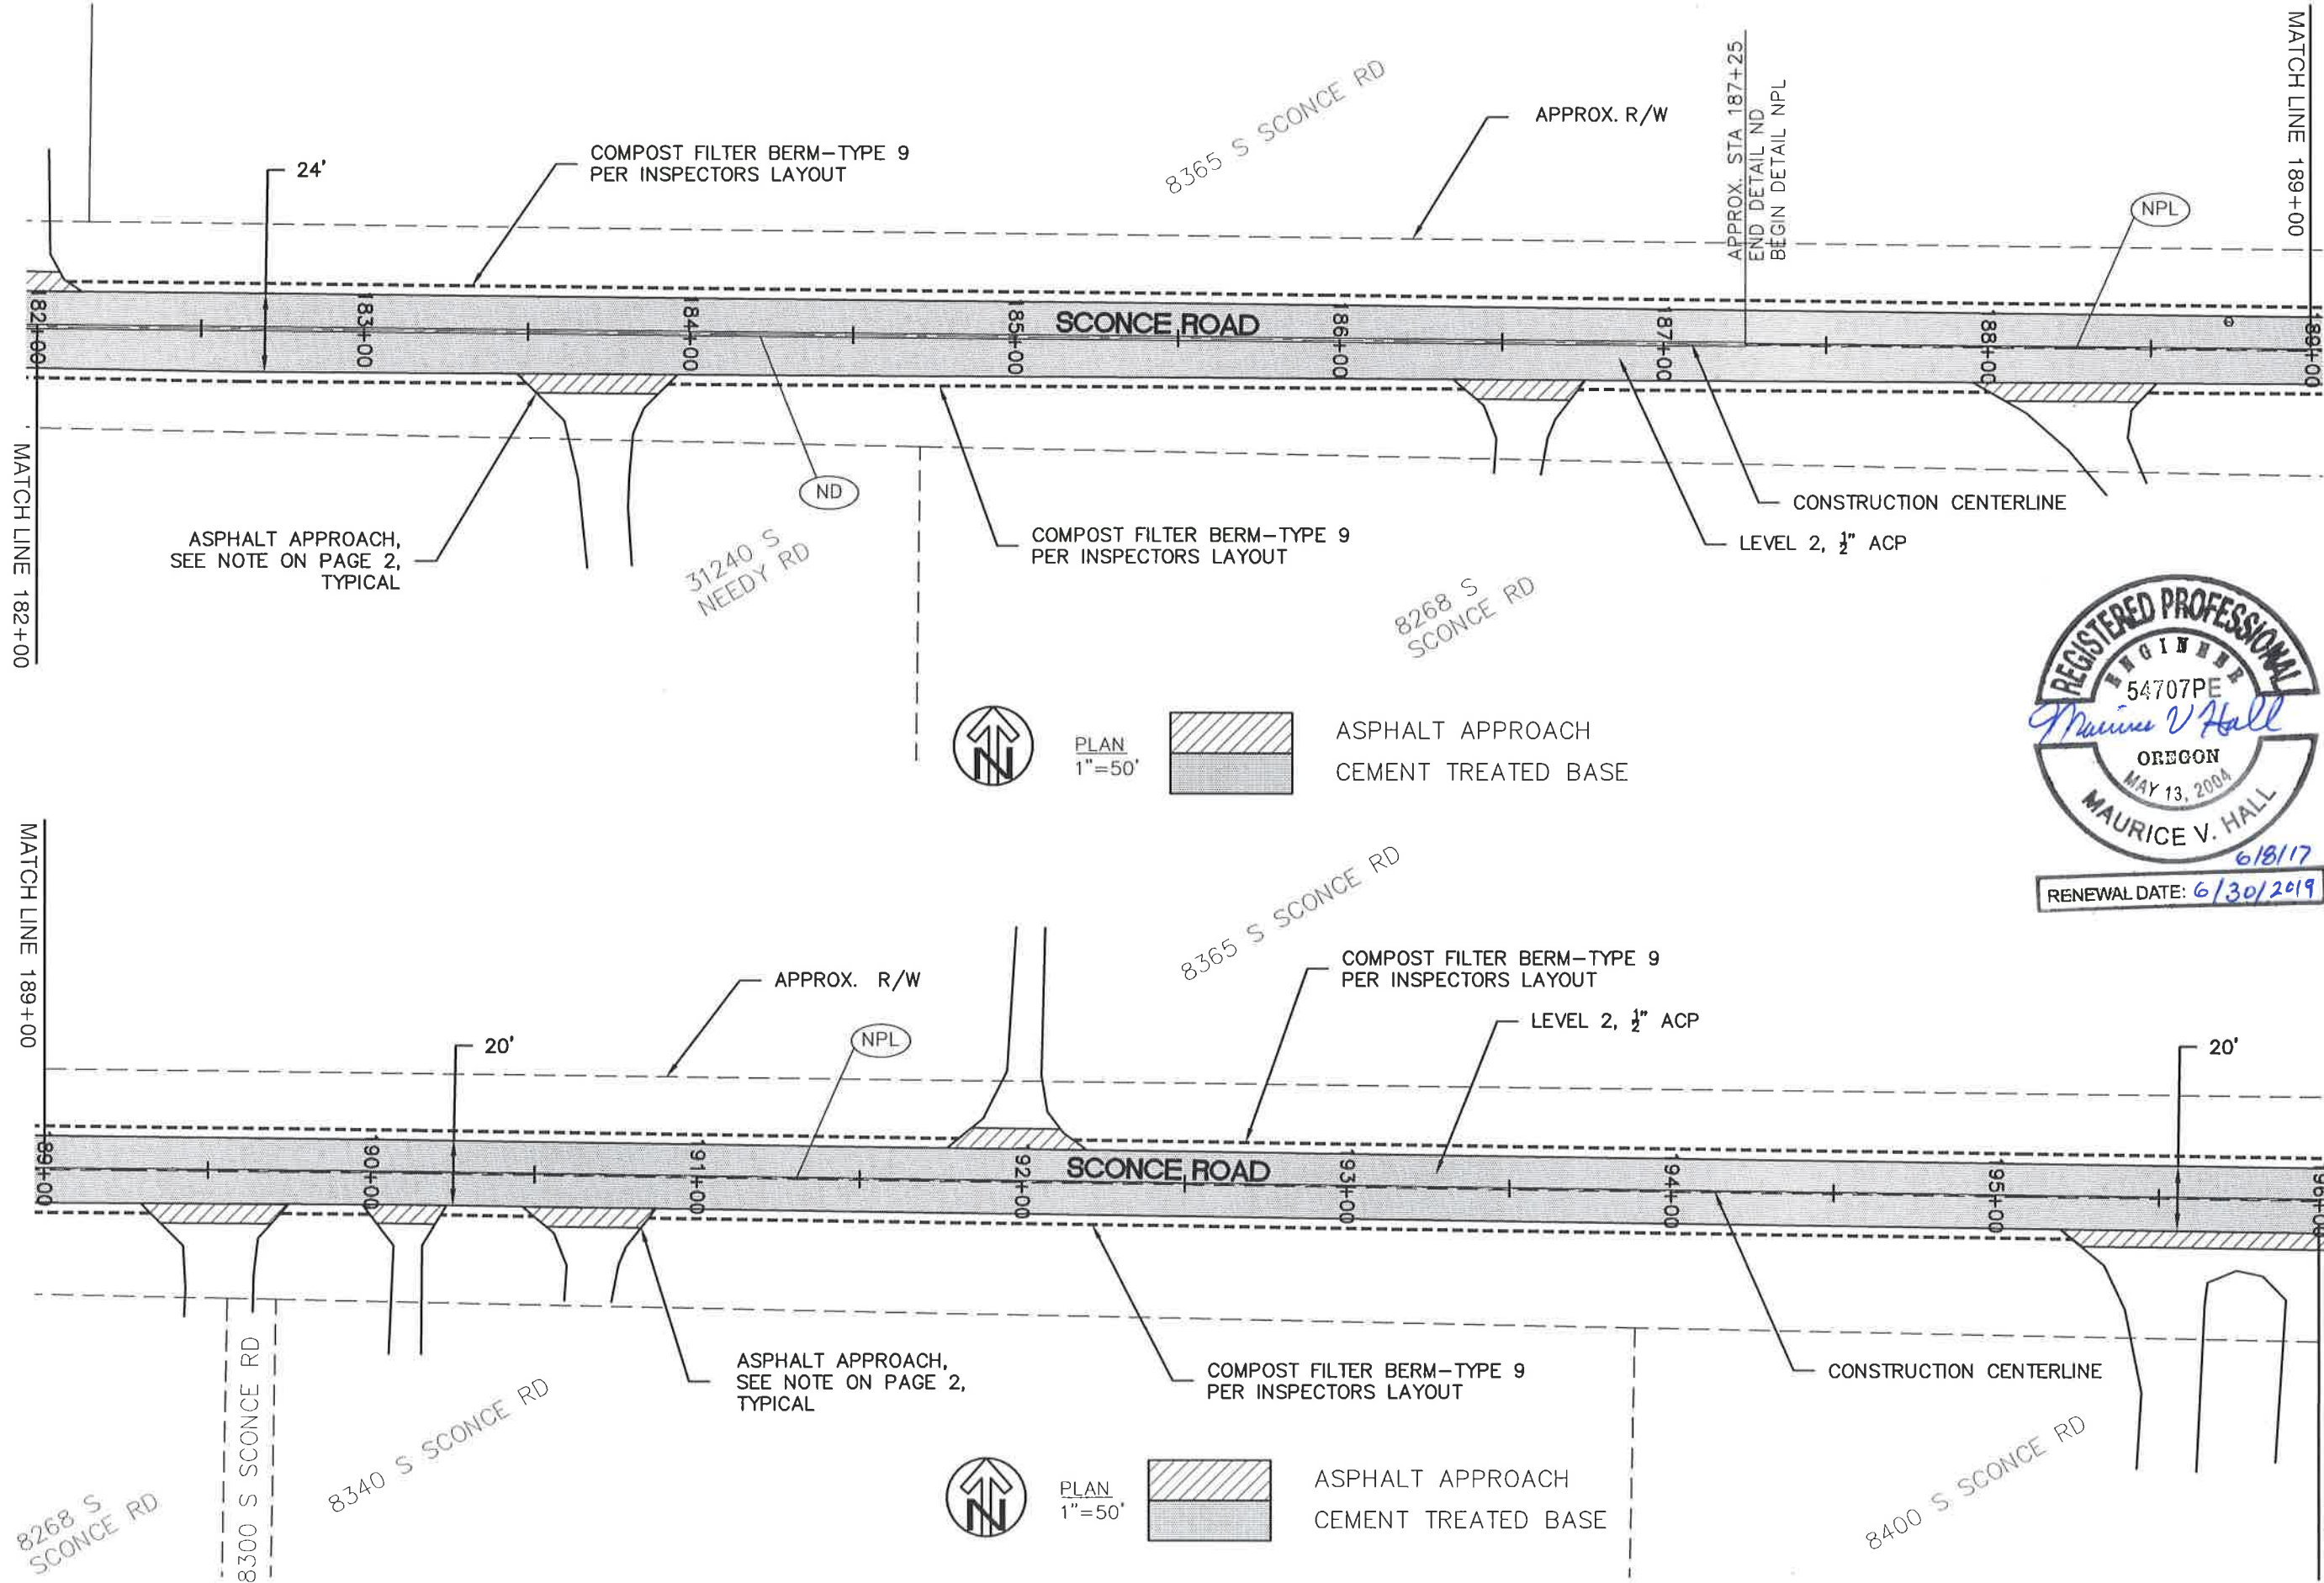 MATCH LINE 182+00
MATCH LINE 189+00
24'
COMPOST FILTER BERM-TYPE 9
PER INSPECTORS LAYOUT
8365 S SCONCE RD
APPROX. R/W
APPROX. STA 187+25
END DETAIL ND
BEGIN DETAIL NPL
NPL
182+00
183+00
184+00
185+00
SCONCE ROAD
186+00
187+00
188+00
189+00
ND
ASPHALT APPROACH,
SEE NOTE ON PAGE 2,
TYPICAL
31240 S
NEEDY RD
COMPOST FILTER BERM-TYPE 9
PER INSPECTORS LAYOUT
8268 S
SCONCE RD
CONSTRUCTION CENTERLINE
LEVEL 2, ½" ACP
N
PLAN
1"=50'
ASPHALT APPROACH
CEMENT TREATED BASE
REGISTERED PROFESSIONAL
ENGINEER
54707PE
Maurice V Hall
OREGON
MAY 13, 2004
MAURICE V. HALL
6/8/17
RENEWAL DATE: 6/30/2019
MATCH LINE 189+00
20'
APPROX. R/W
NPL
8365 S SCONCE RD
COMPOST FILTER BERM-TYPE 9
PER INSPECTORS LAYOUT
LEVEL 2, ½" ACP
20'
189+00
190+00
191+00
192+00
SCONCE ROAD
193+00
194+00
195+00
196+00
ASPHALT APPROACH,
SEE NOTE ON PAGE 2,
TYPICAL
COMPOST FILTER BERM-TYPE 9
PER INSPECTORS LAYOUT
CONSTRUCTION CENTERLINE
8268 S
SCONCE RD
8300 S SCONCE RD
8340 S SCONCE RD
8400 S SCONCE RD
N
PLAN
1"=50'
ASPHALT APPROACH
CEMENT TREATED BASE